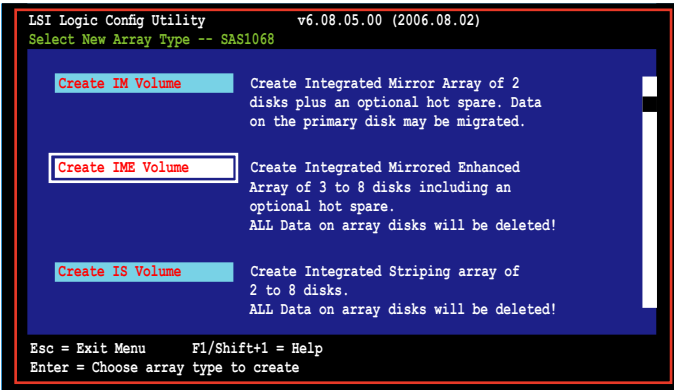 LSI Logic Config Utility v6.08.05.00 (2006.08.02)
Select New Array Type -- SAS1068
Create IM Volume Create Integrated Mirror Array of 2
disks plus an optional hot spare. Data
on the primary disk may be migrated.
Create IME Volume Create Integrated Mirrored Enhanced
Array of 3 to 8 disks including an
optional hot spare.
ALL Data on array disks will be deleted!
Create IS Volume Create Integrated Striping array of
2 to 8 disks.
ALL Data on array disks will be deleted!
Esc = Exit Menu F1/Shift+1 = Help
Enter = Choose array type to create